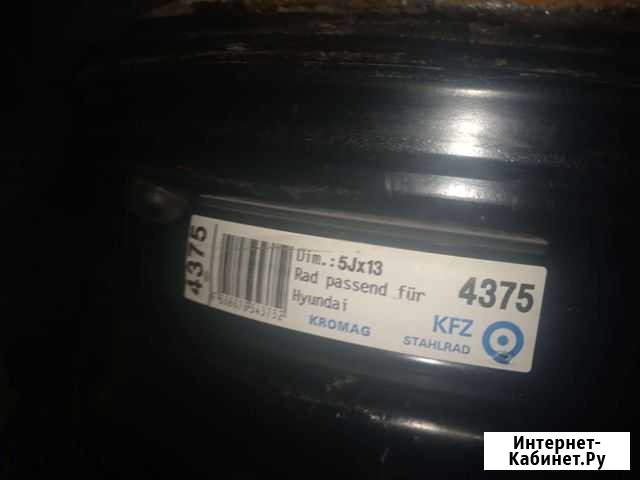 4375
Dim.:5Jx13
Rad passend für
Hyundai
KROMAG
4375
KFZ
STAHLRAD
Интернет-
Кабинет.Ру